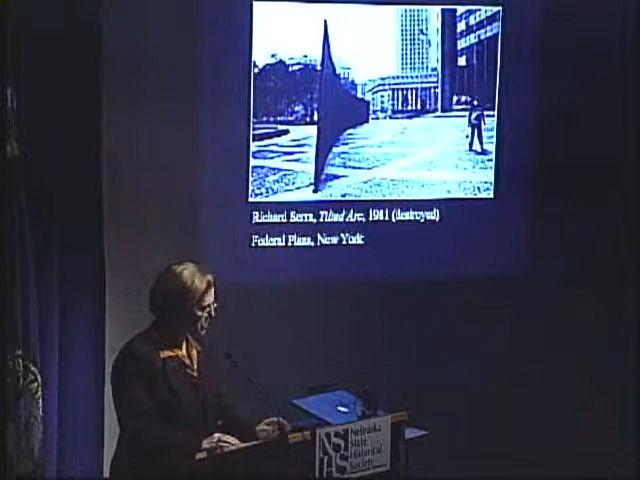 Richard Serra, Tilted Arc, 1981 (destroyed)
Federal Plaza, New York
NS
HS
Nebraska
State
Historical
Society